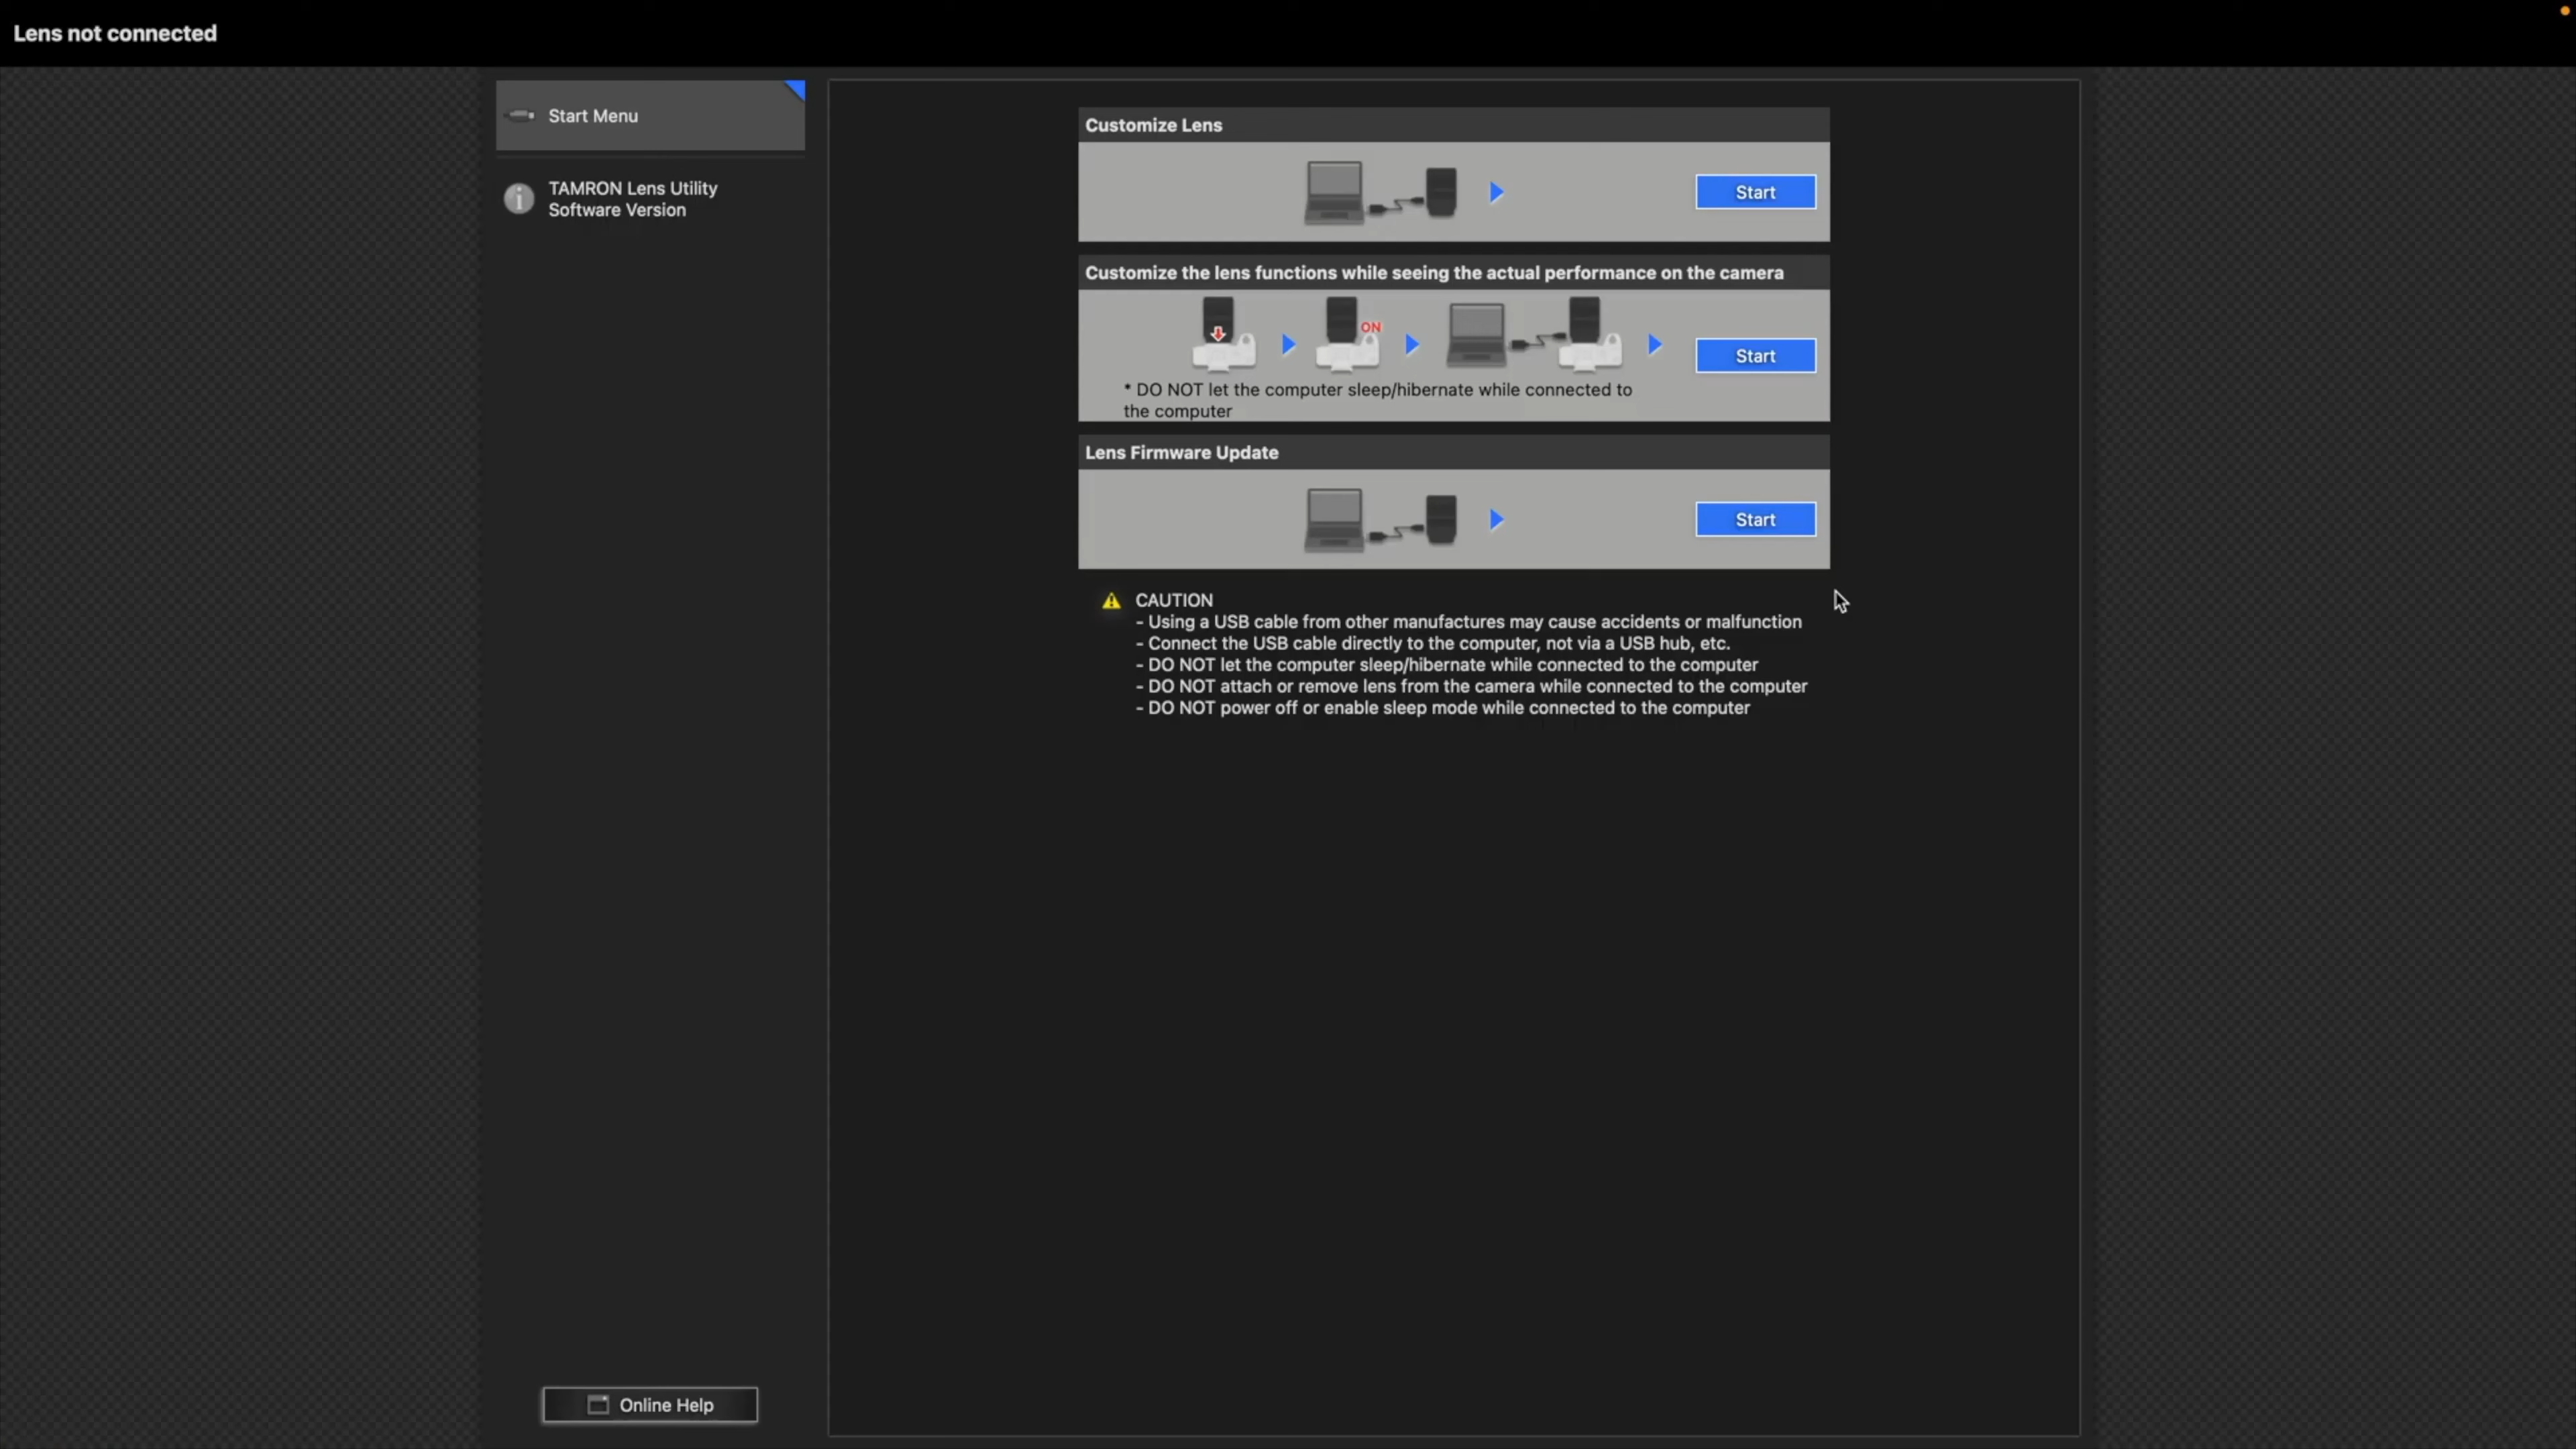 Lens not connected
Start Menu
TAMRON Lens Utility
Software Version
Customize Lens
Start
Customize the lens functions while seeing the actual performance on the camera
ON
Start
* DO NOT let the computer sleep/hibernate while connected to
the computer
Lens Firmware Update
Start
CAUTION
- Using a USB cable from other manufactures may cause accidents or malfunction
- Connect the USB cable directly to the computer, not via a USB hub, etc.
- DO NOT let the computer sleep/hibernate while connected to the computer
- DO NOT attach or remove lens from the camera while connected to the computer
- DO NOT power off or enable sleep mode while connected to the computer
Online Help